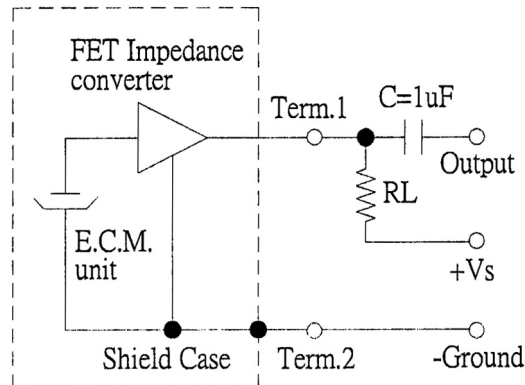 FET Impedance
converter
Term.1
C=1uF
Output
RL
E.C.M.
unit
+Vs
Shield Case
Term.2
-Ground